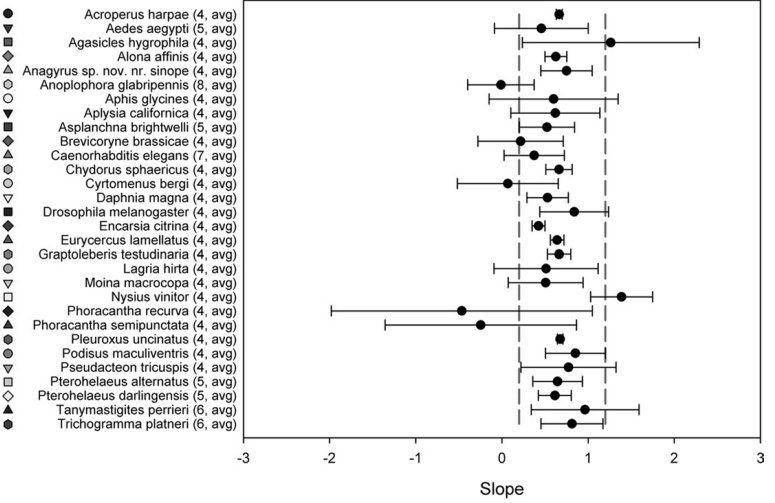 Acroperus harpae (4, avg)
Aedes aegypti (5, avg)
Agasicles hygrophila (4, avg)
Alona affinis (4, avg)
Anagyrus sp. nov. nr. sinope (4, avg)
Anoplophora glabripennis (8, avg)
Aphis glycines (4, avg)
Aplysia californica (4, avg)
Asplanchna brightwelli (5, avg)
Brevicoryne brassicae (4, avg)
Caenorhabditis elegans (7, avg)
Chydorus sphaericus (4, avg)
Cyrtomenus bergi (4, avg)
Daphnia magna (4, avg)
Drosophila melanogaster (4, avg)
Encarsia citrina (4, avg)
Eurycercus lamellatus (4, avg)
Graptoleberis testudinaria (4, avg)
Lagria hirta (4, avg)
Moina macrocopa (4, avg)
Nysius vinitor (4, avg)
Phoracantha recurva (4, avg)
Phoracantha semipunctata (4, avg)
Pleuroxus uncinatus (4, avg)
Podisus maculiventris (4, avg)
Pseudacteon tricuspis (4, avg)
Pterohelaeus alternatus (5, avg)
Pterohelaeus darlingensis (5, avg)
Tanymastigites perrieri (6, avg)
Trichogramma platneri (6, avg)
-3 -2 -1 0 1 2 3
Slope